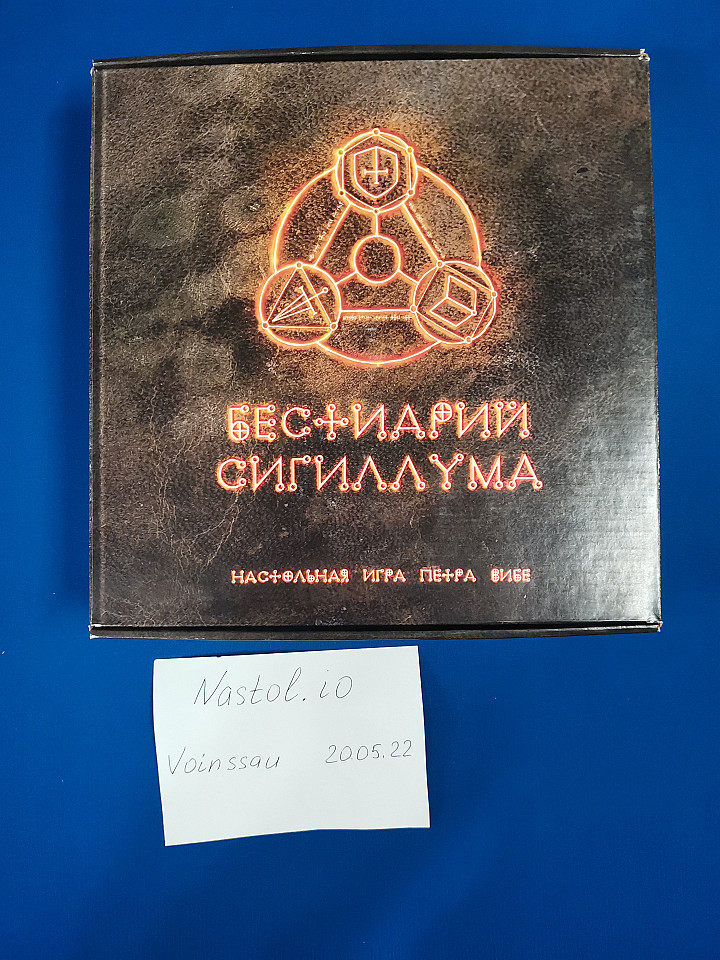 БЕСТИАРИЙ
СИГИЛЛУМА
НАСТОЛЬНАЯ ИГРА ПЕТРА ВИБЕ
Nastol.io
Voinssau 20.05.22